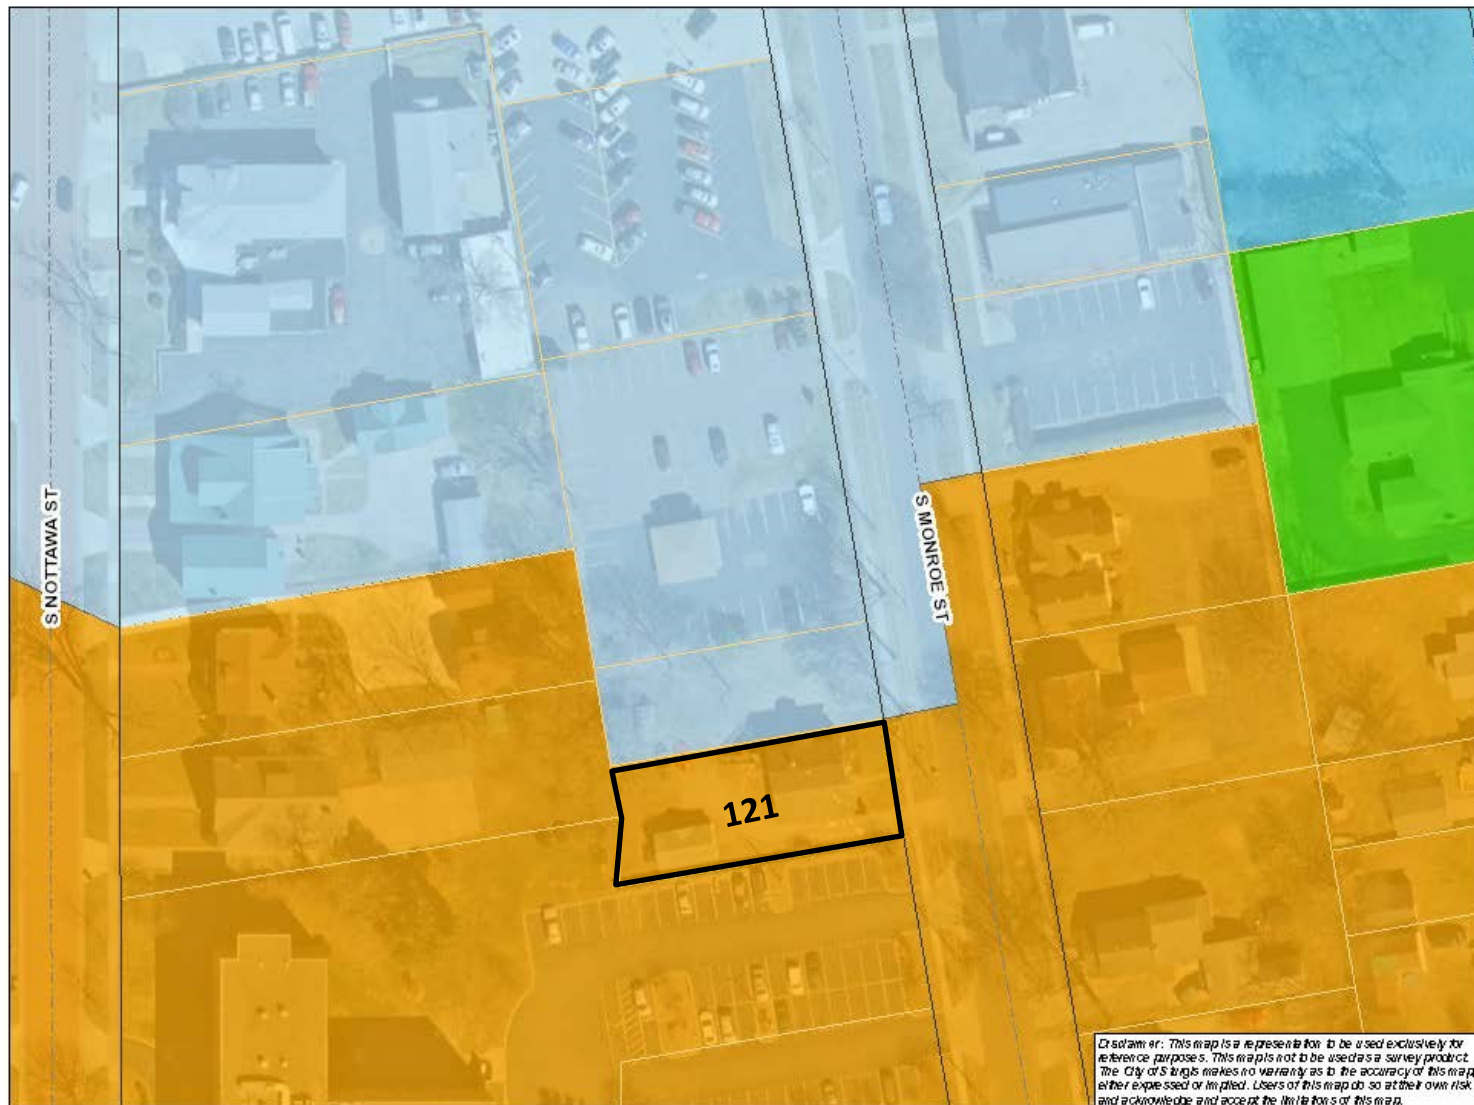 S NOTTAWA ST
S MONROE ST
121
Disclaimer: This map is a representation to be used exclusively for
reference purposes. This map is not to be used as a survey product.
The City of Sturgis makes no warranty as to the accuracy of this map
either expressed or implied. Users of this map do so at their own risk
and acknowledge and accept the limitations of this map.